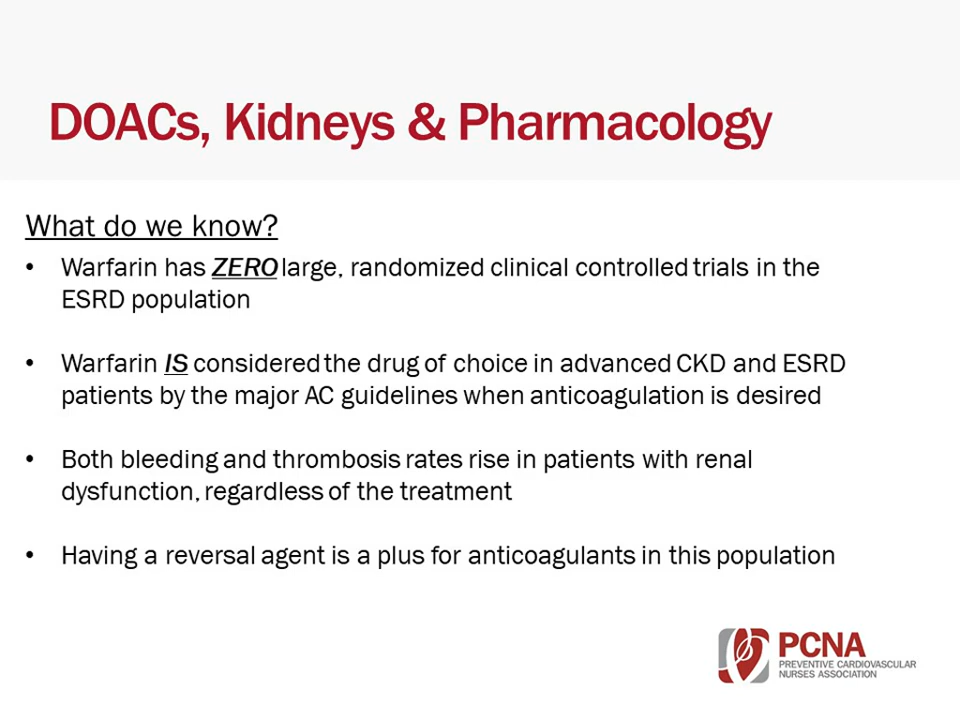 DOACs, Kidneys & Pharmacology
What do we know?
• Warfarin has ZERO large, randomized clinical controlled trials in the
ESRD population
• Warfarin IS considered the drug of choice in advanced CKD and ESRD
patients by the major AC guidelines when anticoagulation is desired
• Both bleeding and thrombosis rates rise in patients with renal
dysfunction, regardless of the treatment
• Having a reversal agent is a plus for anticoagulants in this population
PCNA
PREVENTIVE CARDIOVASCULAR
NURSES ASSOCIATION